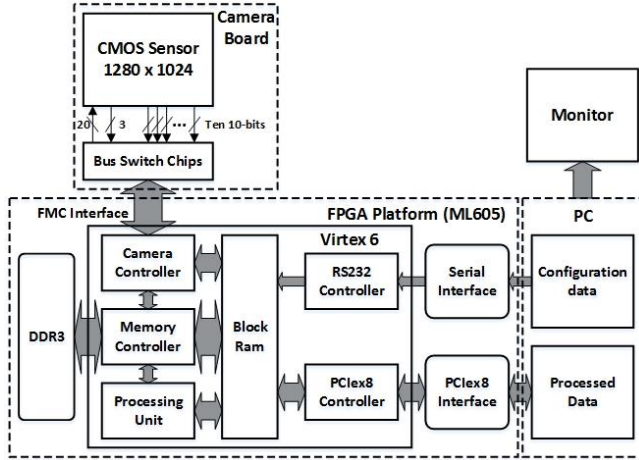 Camera
Board
CMOS Sensor
1280 x 1024
20
3
•••
Ten 10-bits
Bus Switch Chips
Monitor
FMC Interface
FPGA Platform (ML605)
PC
Virtex 6
Camera
Controller
RS232
Controller
Serial
Interface
Configuration
data
DDR3
Memory
Controller
Block
Ram
Processing
Unit
PCIex8
Controller
PCIex8
Interface
Processed
Data